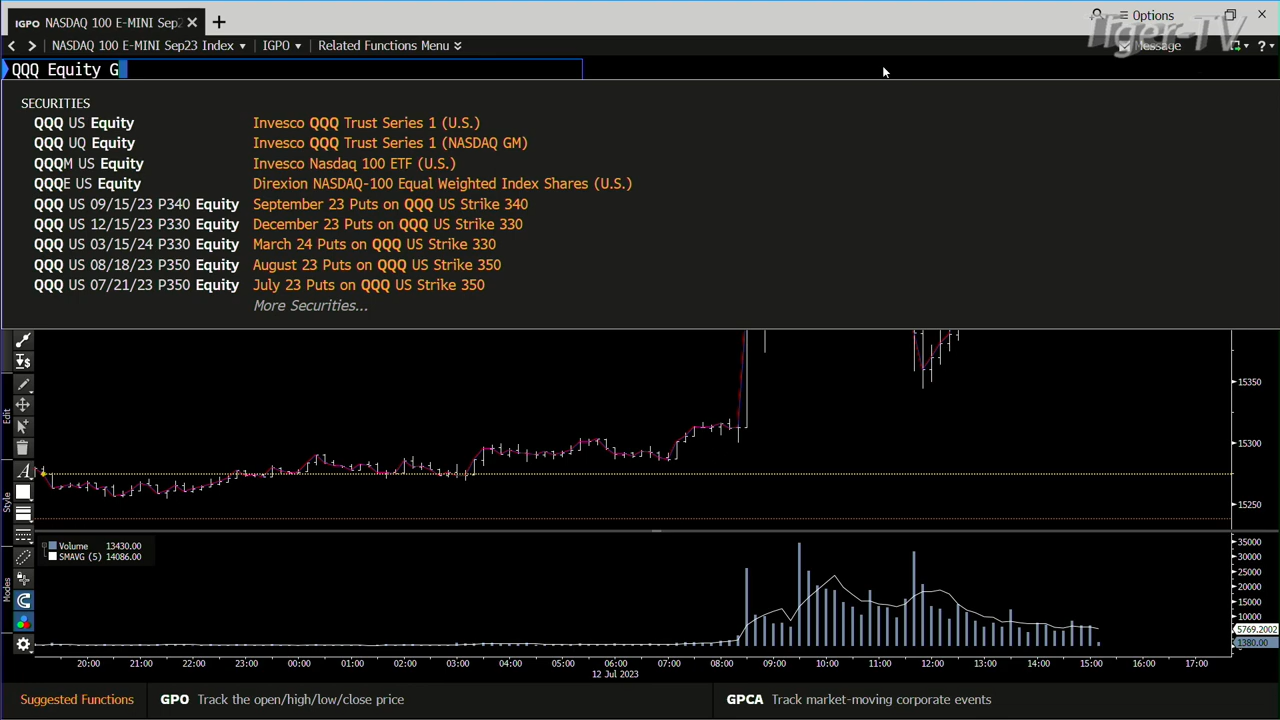 IGPO NASDAQ 100 E-MINI Sep2
Options
NASDAQ 100 E-MINI Sep23 Index
IGPO
Related Functions Menu
Message
?
Tiger-TV
QQQ Equity G
SECURITIES
QQQ US Equity Invesco QQQ Trust Series 1 (U.S.)
QQQ UQ Equity Invesco QQQ Trust Series 1 (NASDAQ GM)
QQQM US Equity Invesco Nasdaq 100 ETF (U.S.)
QQQE US Equity Direxion NASDAQ-100 Equal Weighted Index Shares (U.S.)
QQQ US 09/15/23 P340 Equity September 23 Puts on QQQ US Strike 340
QQQ US 12/15/23 P330 Equity December 23 Puts on QQQ US Strike 330
QQQ US 03/15/24 P330 Equity March 24 Puts on QQQ US Strike 330
QQQ US 08/18/23 P350 Equity August 23 Puts on QQQ US Strike 350
QQQ US 07/21/23 P350 Equity July 23 Puts on QQQ US Strike 350
More Securities...
15350
15300
15250
Edit
Style
Modes
A
Volume 13430.00
SMAVG (5) 14086.00
35000
30000
25000
20000
15000
10000
5769.2002
1380.00
20:00 21:00 22:00 23:00 00:00 01:00 02:00 03:00 04:00 05:00 06:00 07:00 08:00 09:00 10:00 11:00 12:00 13:00 14:00 15:00 16:00 17:00
12 Jul 2023
Suggested Functions
GPO Track the open/high/low/close price
GPCA Track market-moving corporate events